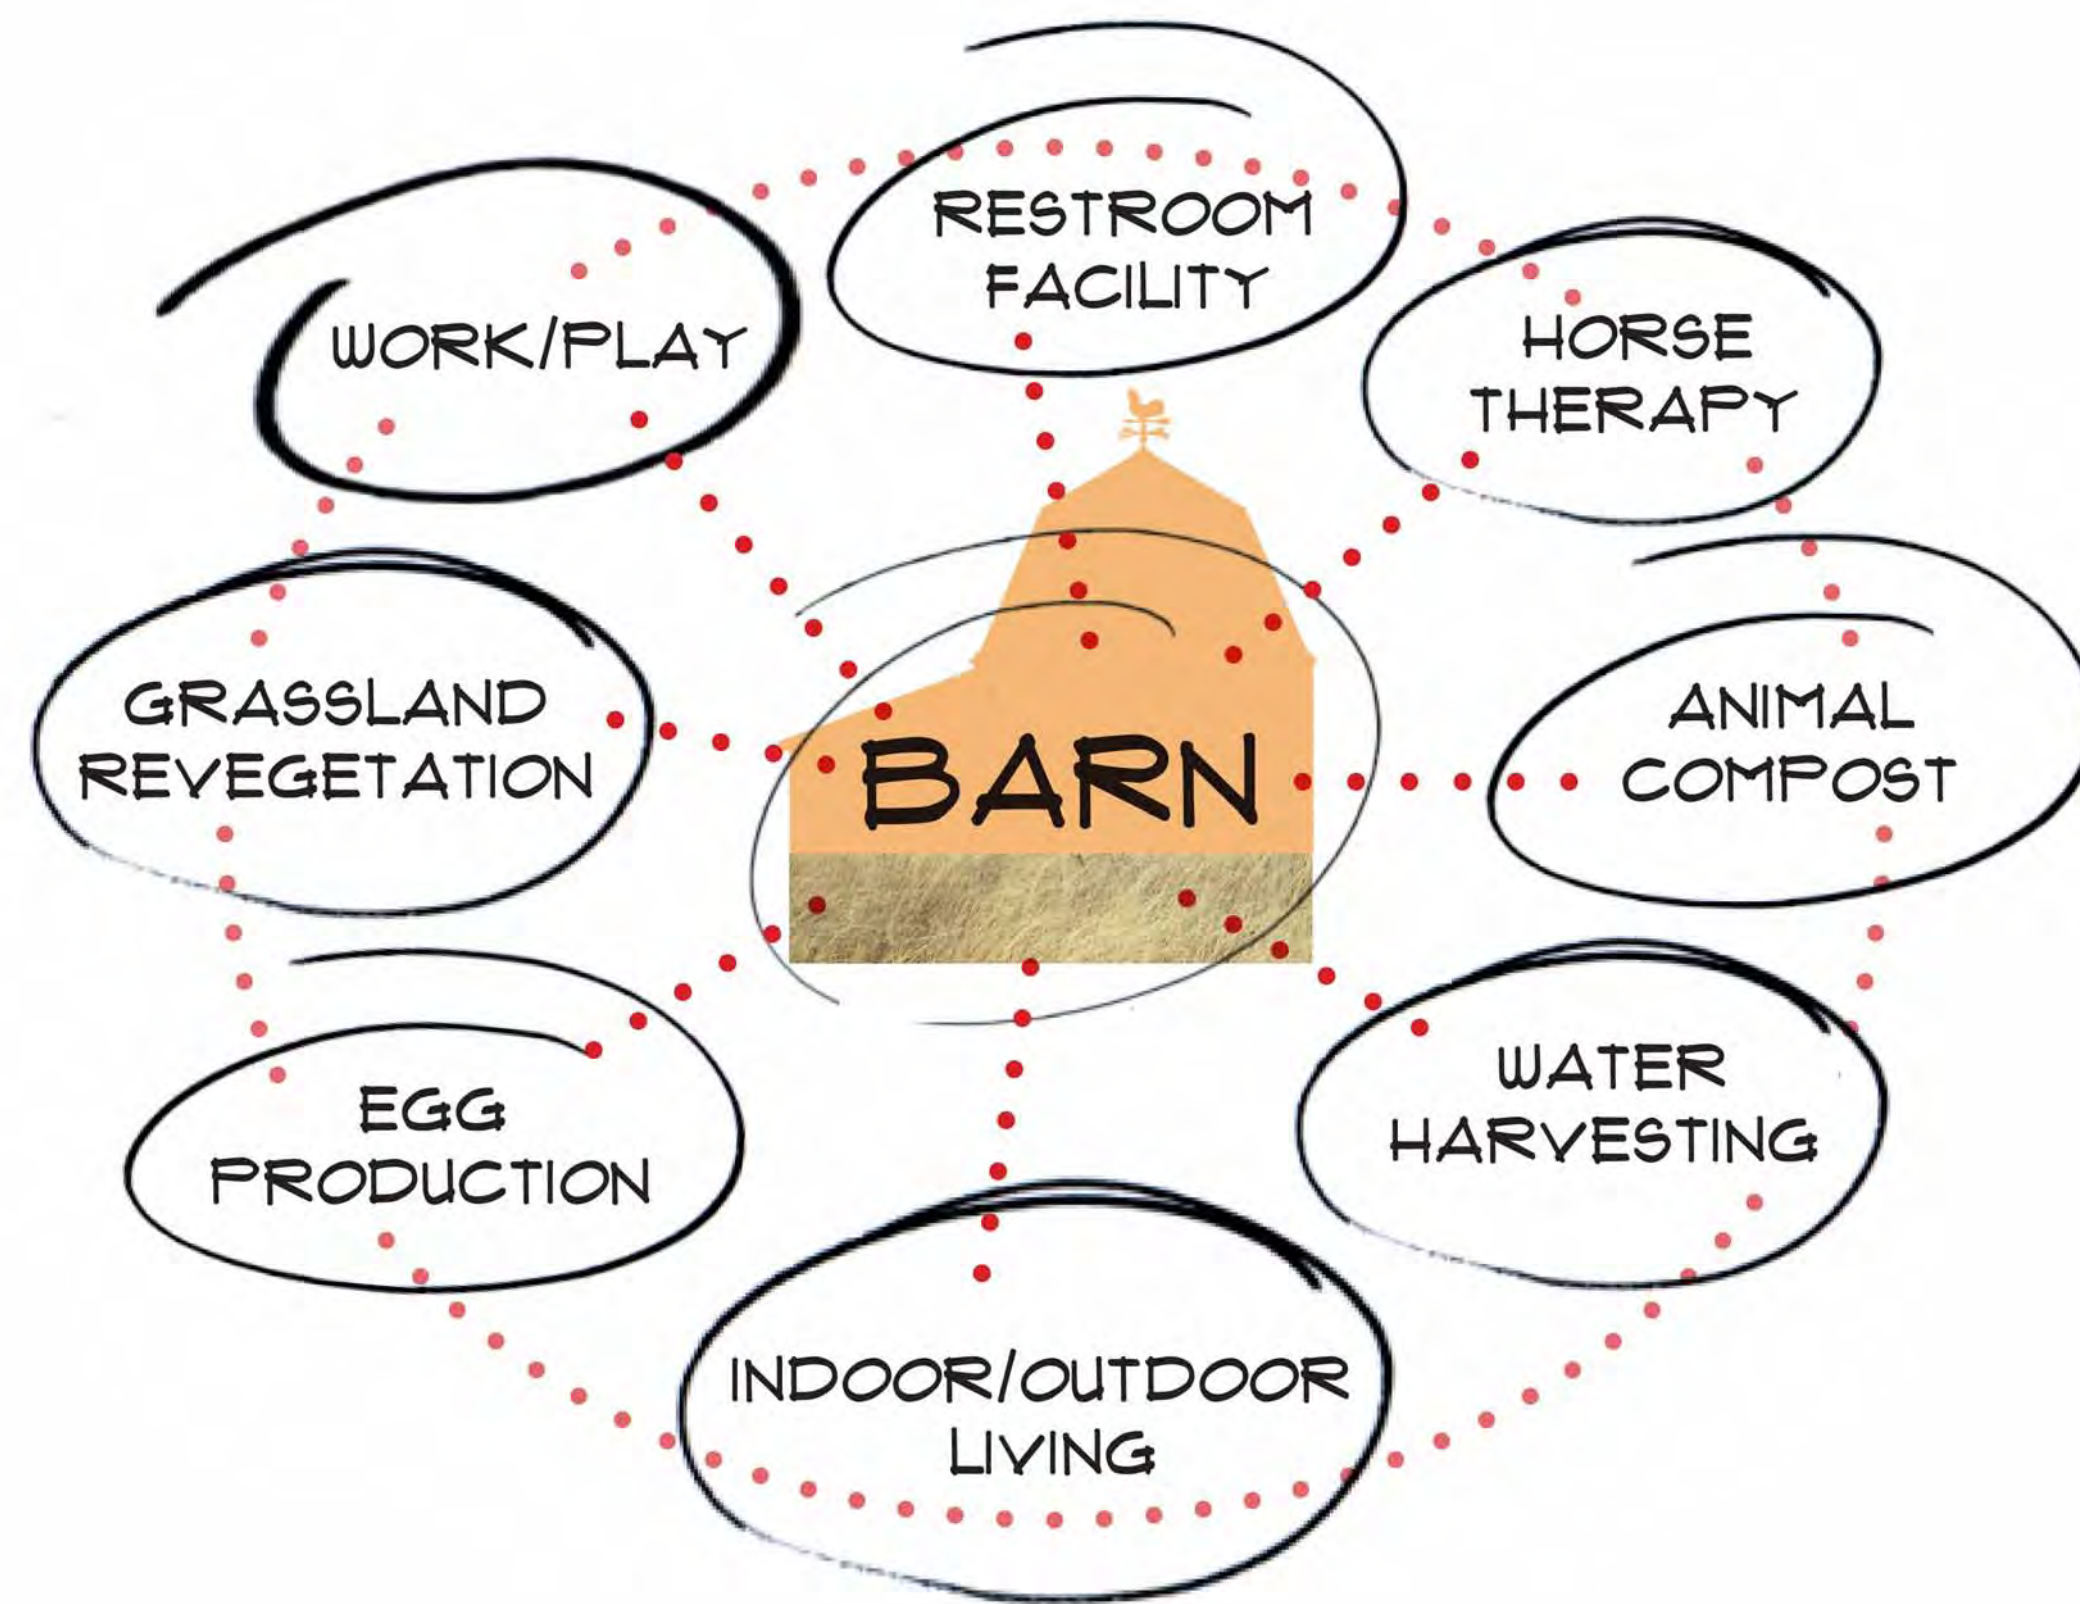 RESTROOM
FACILITY
WORK/PLAY
HORSE
THERAPY
GRASSLAND
REVEGETATION
BARN
ANIMAL
COMPOST
EGG
PRODUCTION
WATER
HARVESTING
INDOOR/OUTDOOR
LIVING